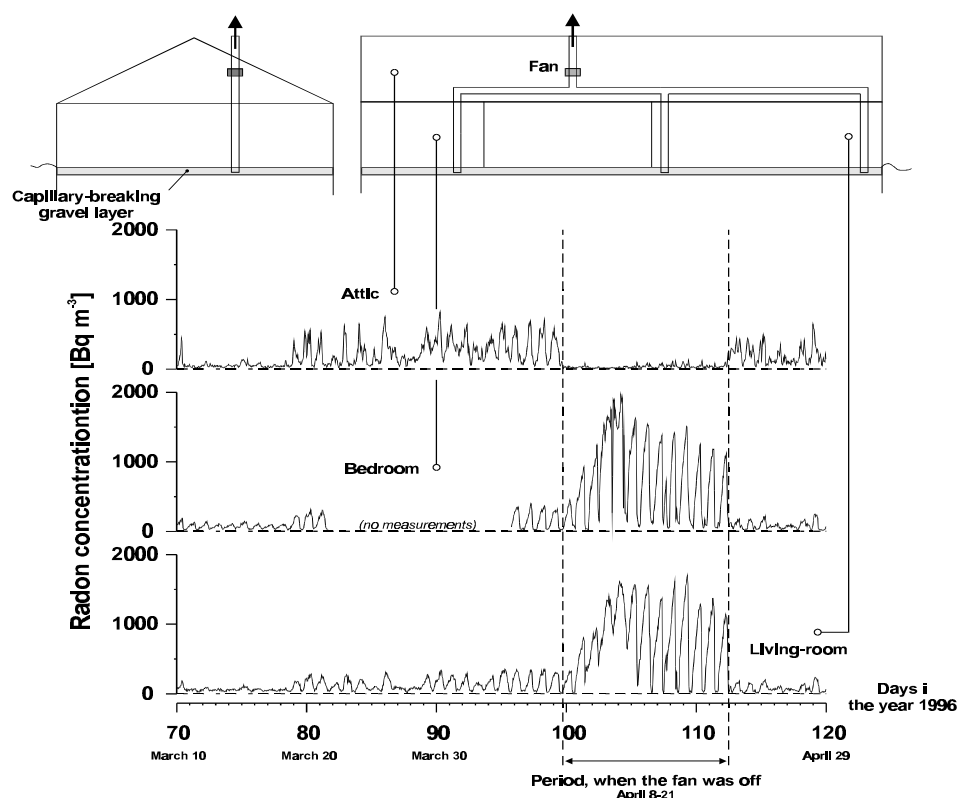 Fan
Capillary-breaking
gravel layer
Radon concentrationtion [Bq m-3]
2000
1000
0
Attic
2000
1000
0
Bedroom
(no measurements)
2000
1000
0
Living-room
Days i
the year 1996
70
80
90
100
110
120
March 10
March 20
March 30
April 29
Period, when the fan was off
April 8-21